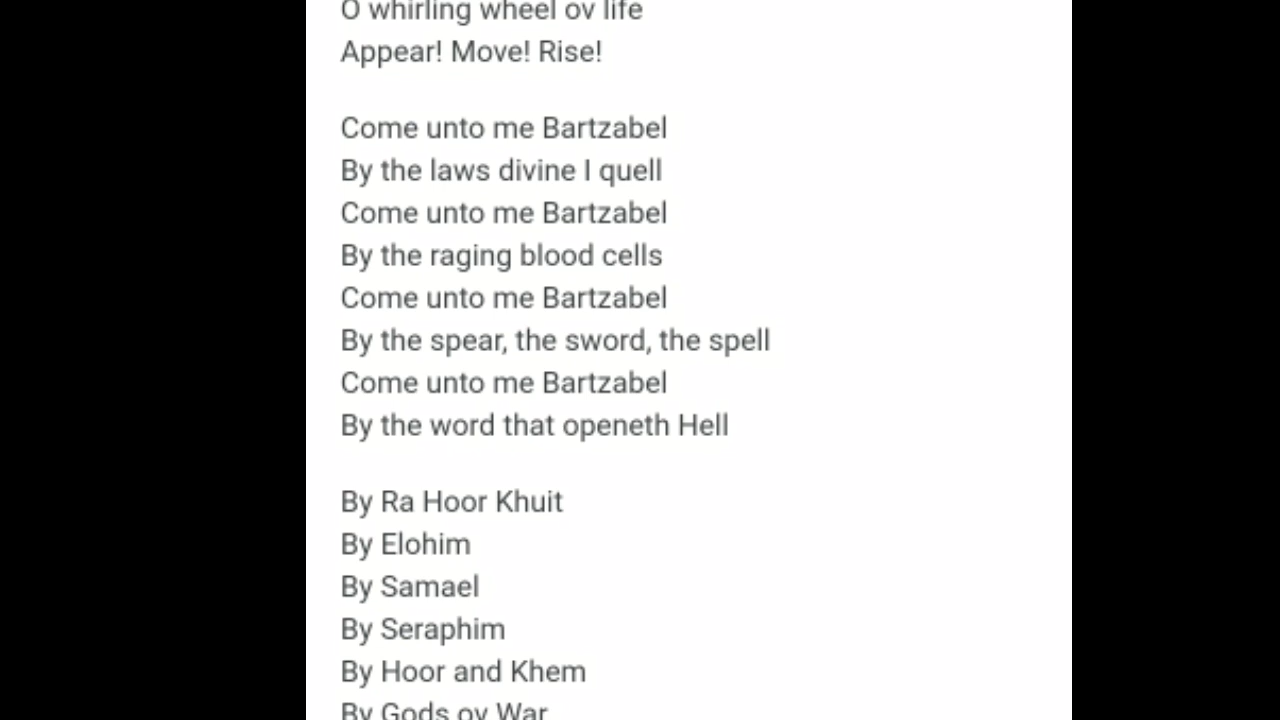 O whirling wheel ov life
Appear! Move! Rise!
Come unto me Bartzabel
By the laws divine I quell
Come unto me Bartzabel
By the raging blood cells
Come unto me Bartzabel
By the spear, the sword, the spell
Come unto me Bartzabel
By the word that openeth Hell
By Ra Hoor Khuit
By Elohim
By Samael
By Seraphim
By Hoor and Khem
By Gods ov War